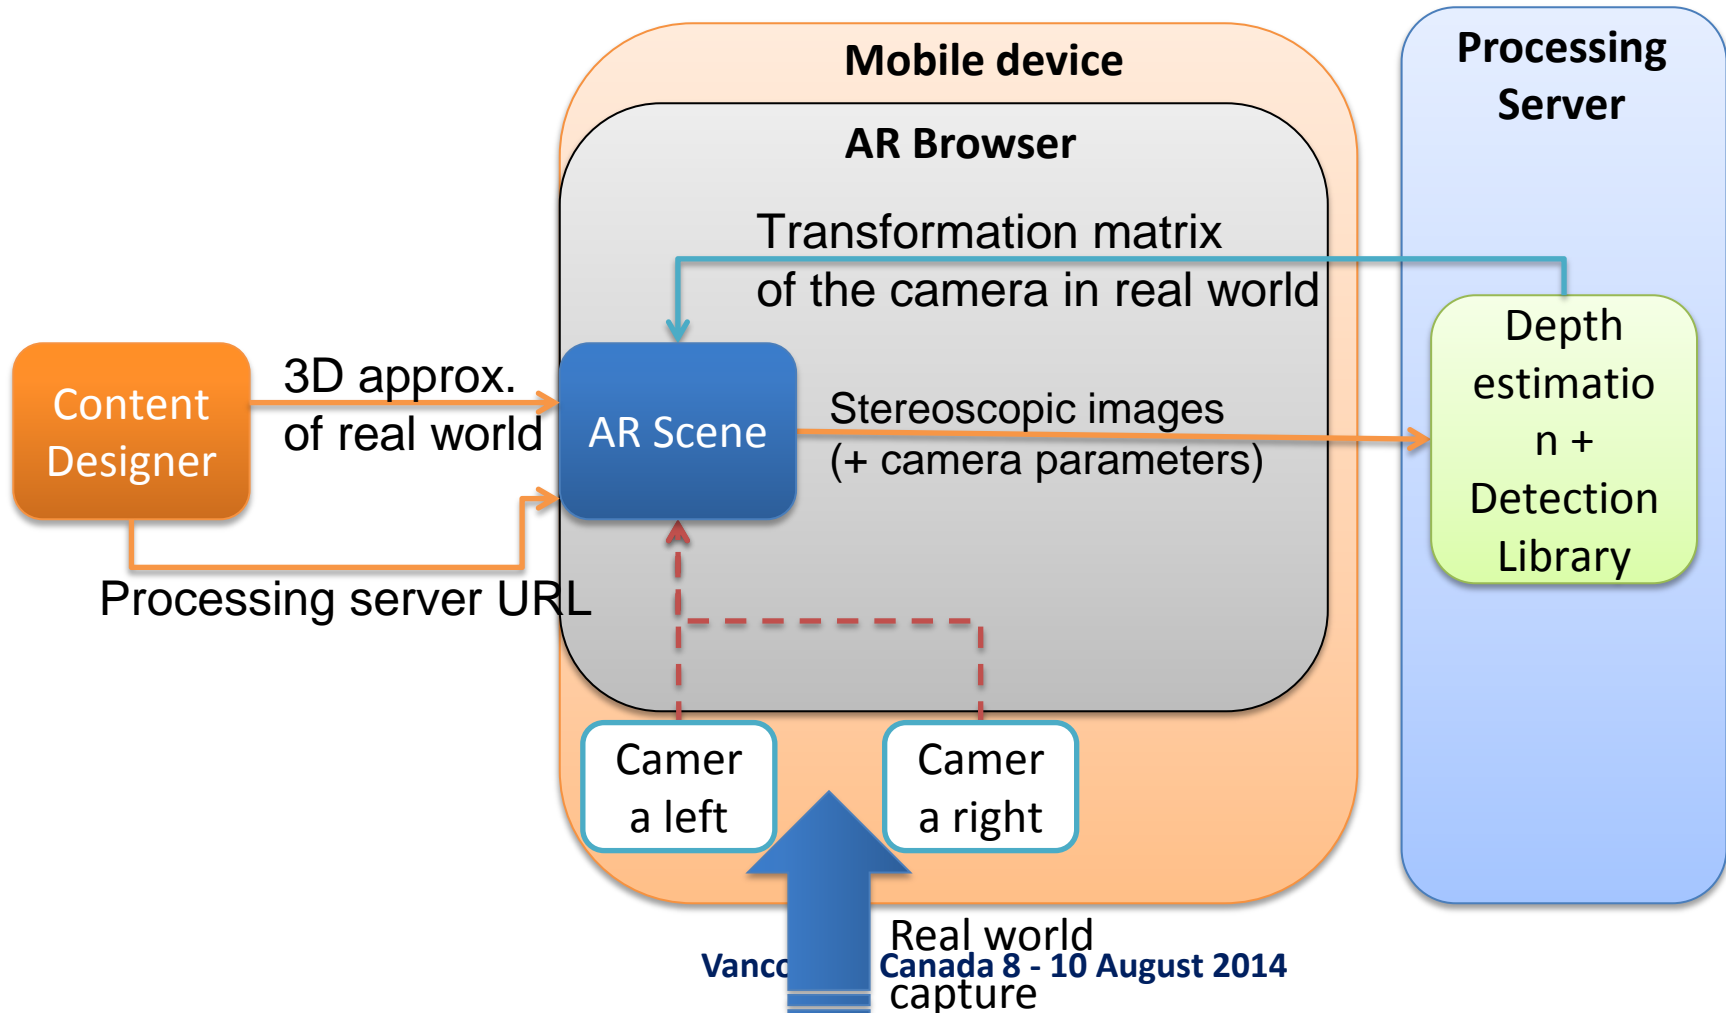 Mobile device
Processing
Server
AR Browser
Transformation matrix
of the camera in real world
Content
Designer
3D approx.
of real world
AR Scene
Stereoscopic images
(+ camera parameters)
Depth
estimatio
n +
Detection
Library
Processing server URL
Camer
a left
Camer
a right
Real world
capture
Canada 8 - 10 August 2014